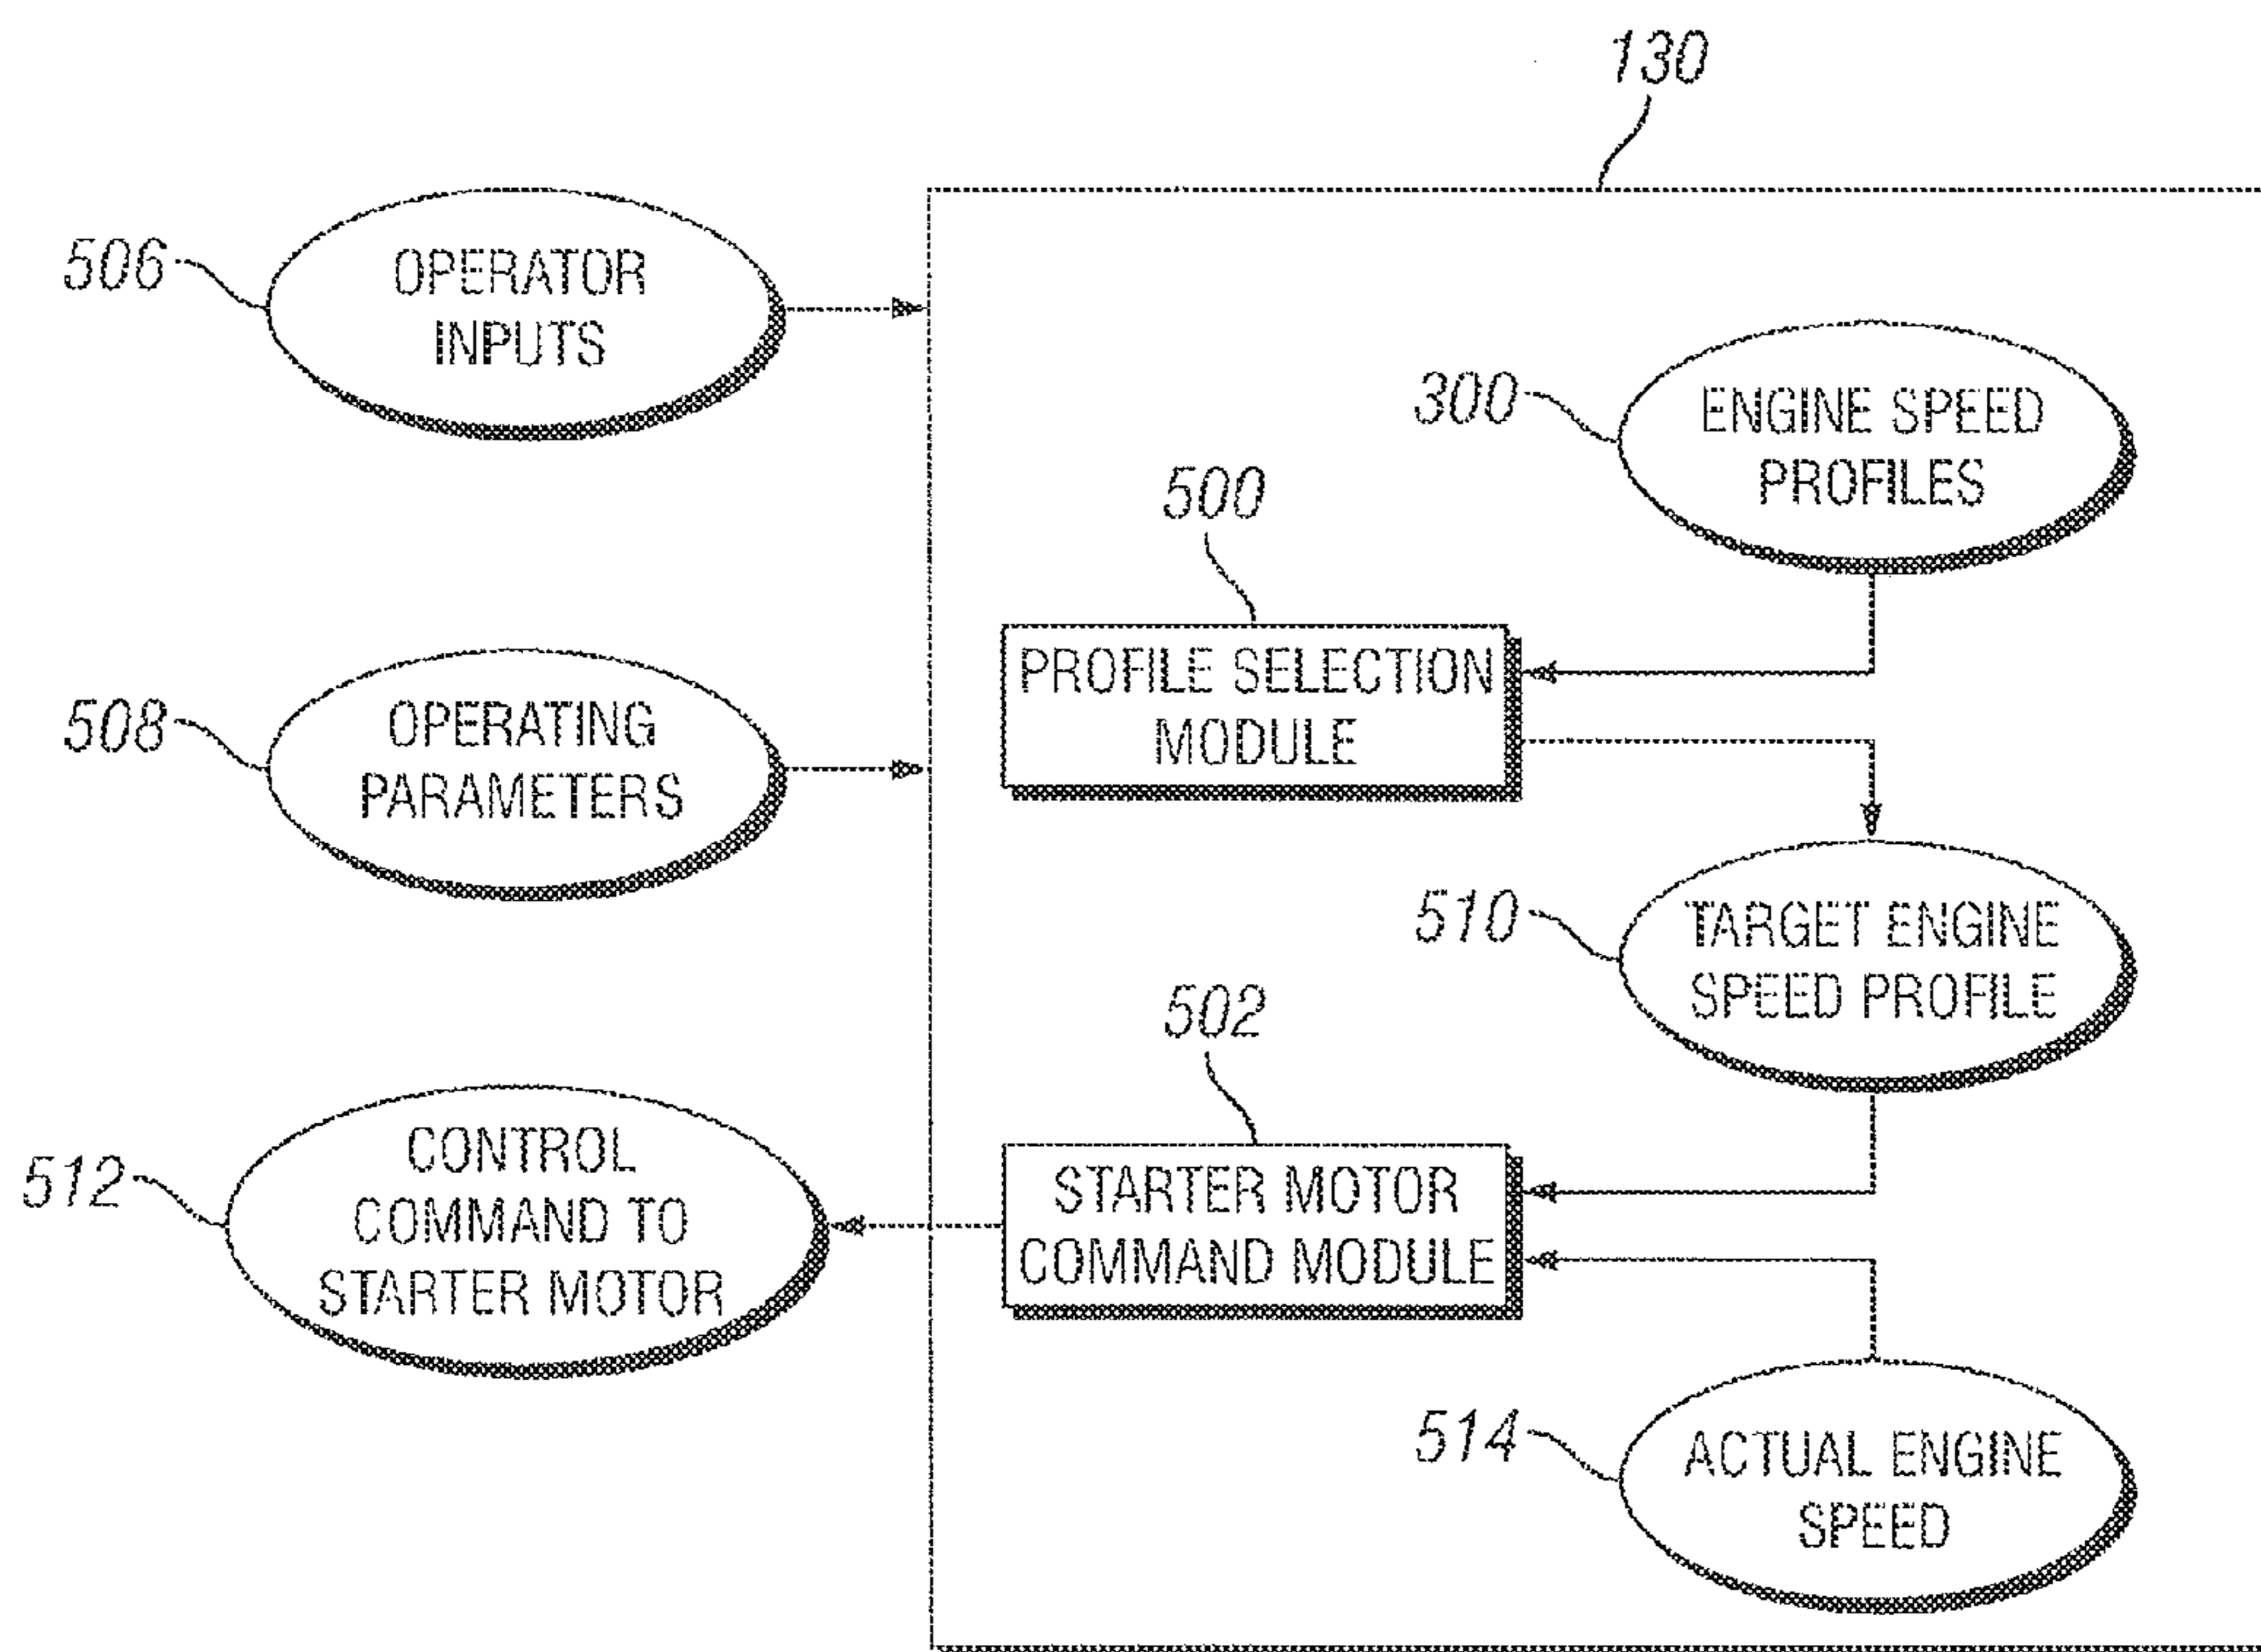 130
506
OPERATOR
INPUTS
300
ENGINE SPEED
PROFILES
500
PROFILE SELECTION
MODULE
508
OPERATING
PARAMETERS
510
TARGET ENGINE
SPEED PROFILE
502
STARTER MOTOR
COMMAND MODULE
512
CONTROL
COMMAND TO
STARTER MOTOR
514
ACTUAL ENGINE
SPEED